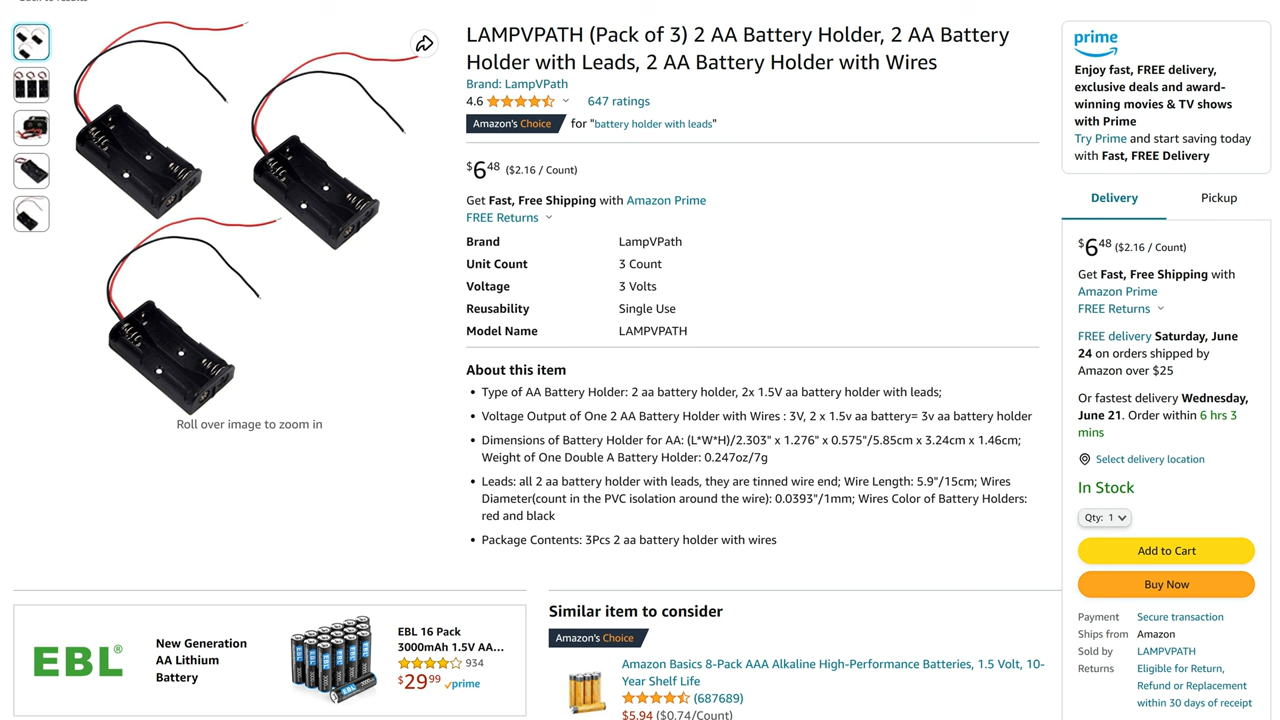 LAMPVPATH (Pack of 3) 2 AA Battery Holder, 2 AA Battery
Holder with Leads, 2 AA Battery Holder with Wires
Brand: LampVPath
4.6 647 ratings
Amazon's Choice for "battery holder with leads"
$6 48 ($2.16 / Count)
Get Fast, Free Shipping with Amazon Prime
FREE Returns
Brand LampVPath
Unit Count 3 Count
Voltage 3 Volts
Reusability Single Use
Model Name LAMPVPATH
About this item
• Type of AA Battery Holder: 2 aa battery holder, 2x 1.5V aa battery holder with leads;
• Voltage Output of One 2 AA Battery Holder with Wires : 3V, 2 x 1.5v aa battery= 3v aa battery holder
• Dimensions of Battery Holder for AA: (L*W*H)/2.303" x 1.276" x 0.575"/5.85cm x 3.24cm x 1.46cm;
Weight of One Double A Battery Holder: 0.247oz/7g
• Leads: all 2 aa battery holder with leads, they are tinned wire end; Wire Length: 5.9"/15cm; Wires
Diameter(count in the PVC isolation around the wire): 0.0393"/1mm; Wires Color of Battery Holders:
red and black
• Package Contents: 3Pcs 2 aa battery holder with wires
Roll over image to zoom in
prime
Enjoy fast, FREE delivery,
exclusive deals and award-
winning movies & TV shows
with Prime
Try Prime and start saving today
with Fast, FREE Delivery
Delivery Pickup
$6 48 ($2.16 / Count)
Get Fast, Free Shipping with
Amazon Prime
FREE Returns
FREE delivery Saturday, June
24 on orders shipped by
Amazon over $25
Or fastest delivery Wednesday,
June 21. Order within 6 hrs 3
mins
Select delivery location
In Stock
Qty: 1
Add to Cart
Buy Now
Payment Secure transaction
Ships from Amazon
Sold by LAMPVPATH
Returns Eligible for Return,
Refund or Replacement
within 30 days of receipt
EBL®
New Generation
AA Lithium
Battery
EBL 16 Pack
3000mAh 1.5V AA...
934
$29 99 prime
Similar item to consider
Amazon's Choice
Amazon Basics 8-Pack AAA Alkaline High-Performance Batteries, 1.5 Volt, 10-
Year Shelf Life
(687689)
$5.94 ($0.74/Count)